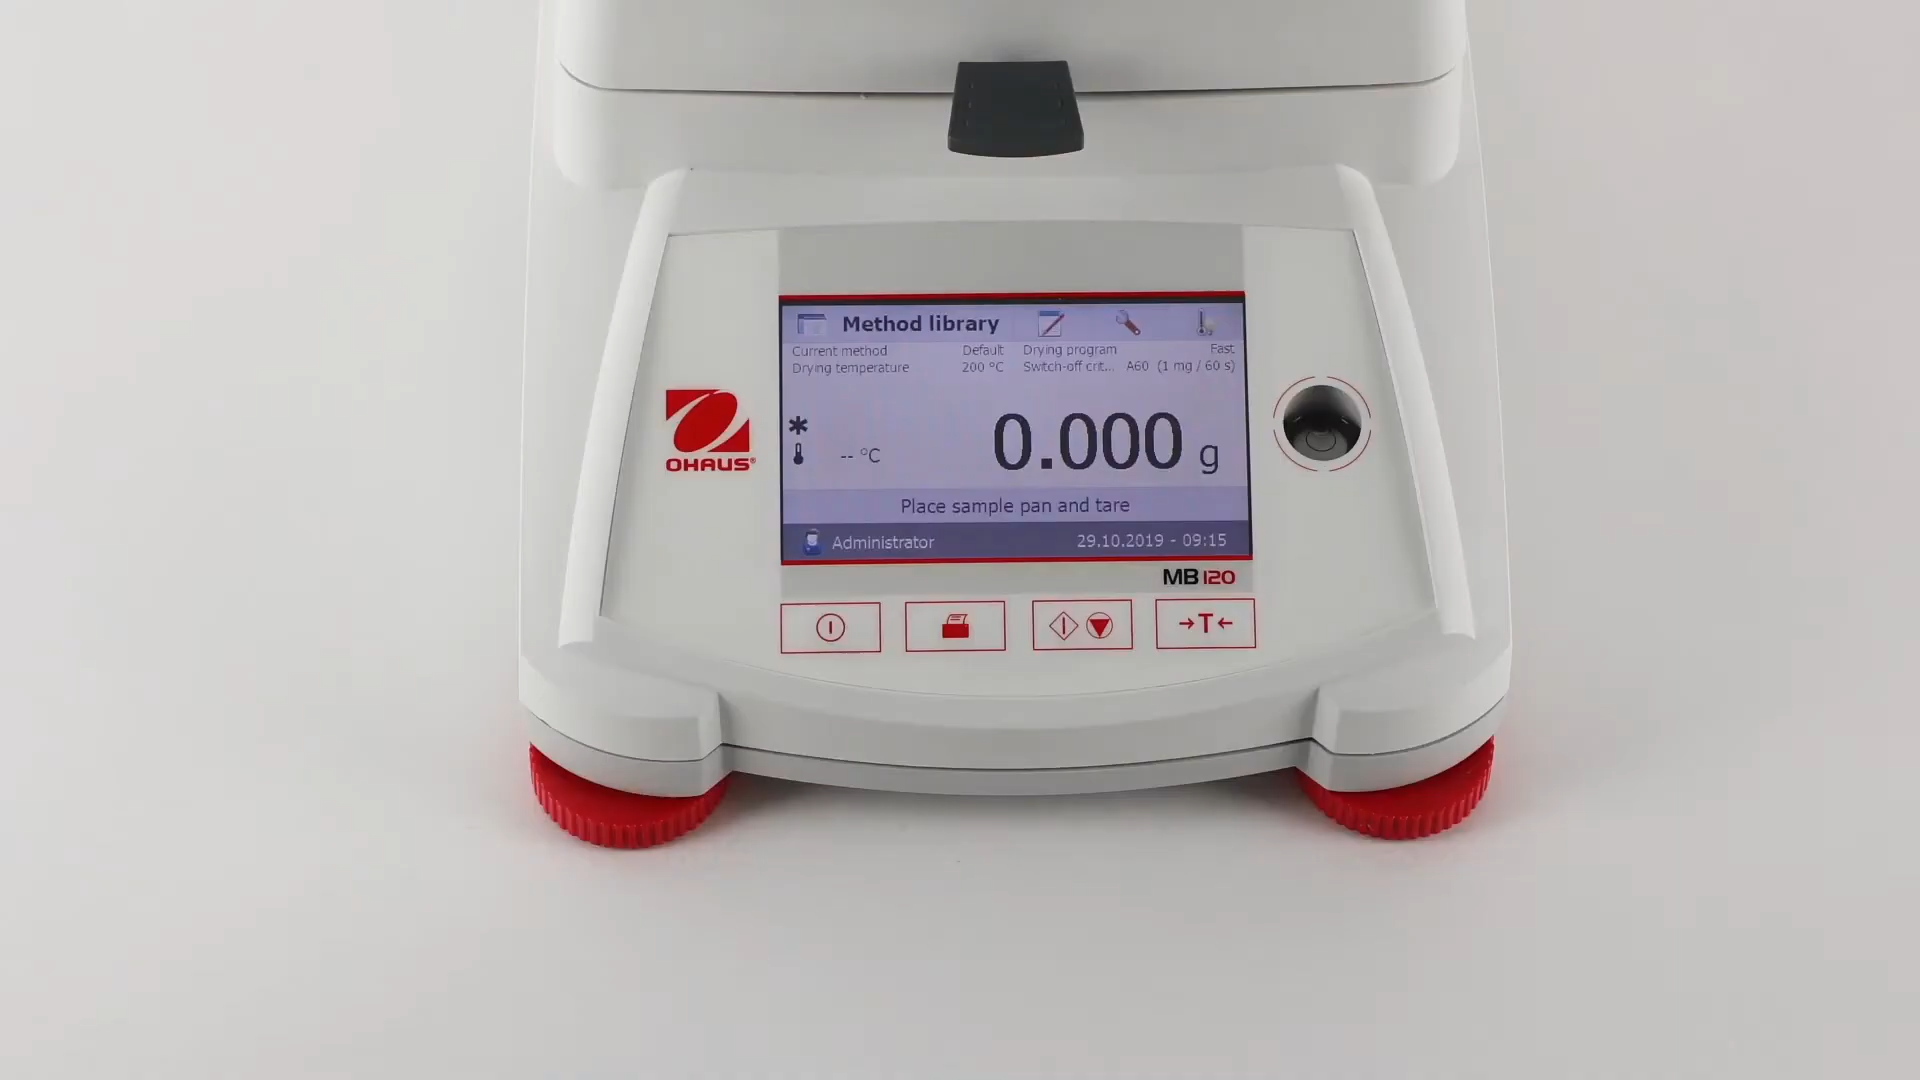 Method library
Current method Default Drying program Fast
Drying temperature 200 °C Switch-off crit... A60 (1 mg / 60 s)
-- °C 0.000 g
Place sample pan and tare
Administrator 29.10.2019 - 09:15
OHAUS®
MB120
→T←